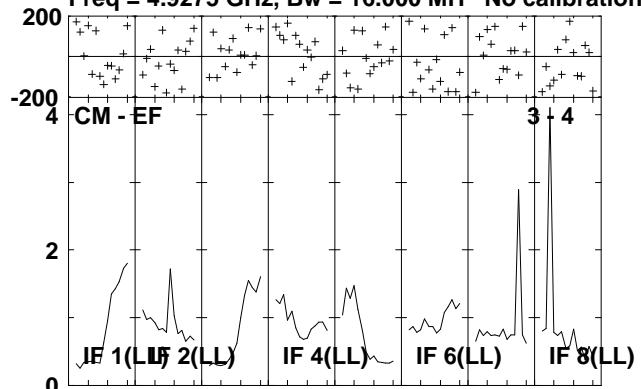 Freq = 4.9275 GHz, Bw = 16.000 MH No calibration
200
-200
4
CM - EF
3 - 4
2
IF 1(LL)
IF 2(LL)
IF 4(LL)
IF 6(LL)
IF 8(LL)
0